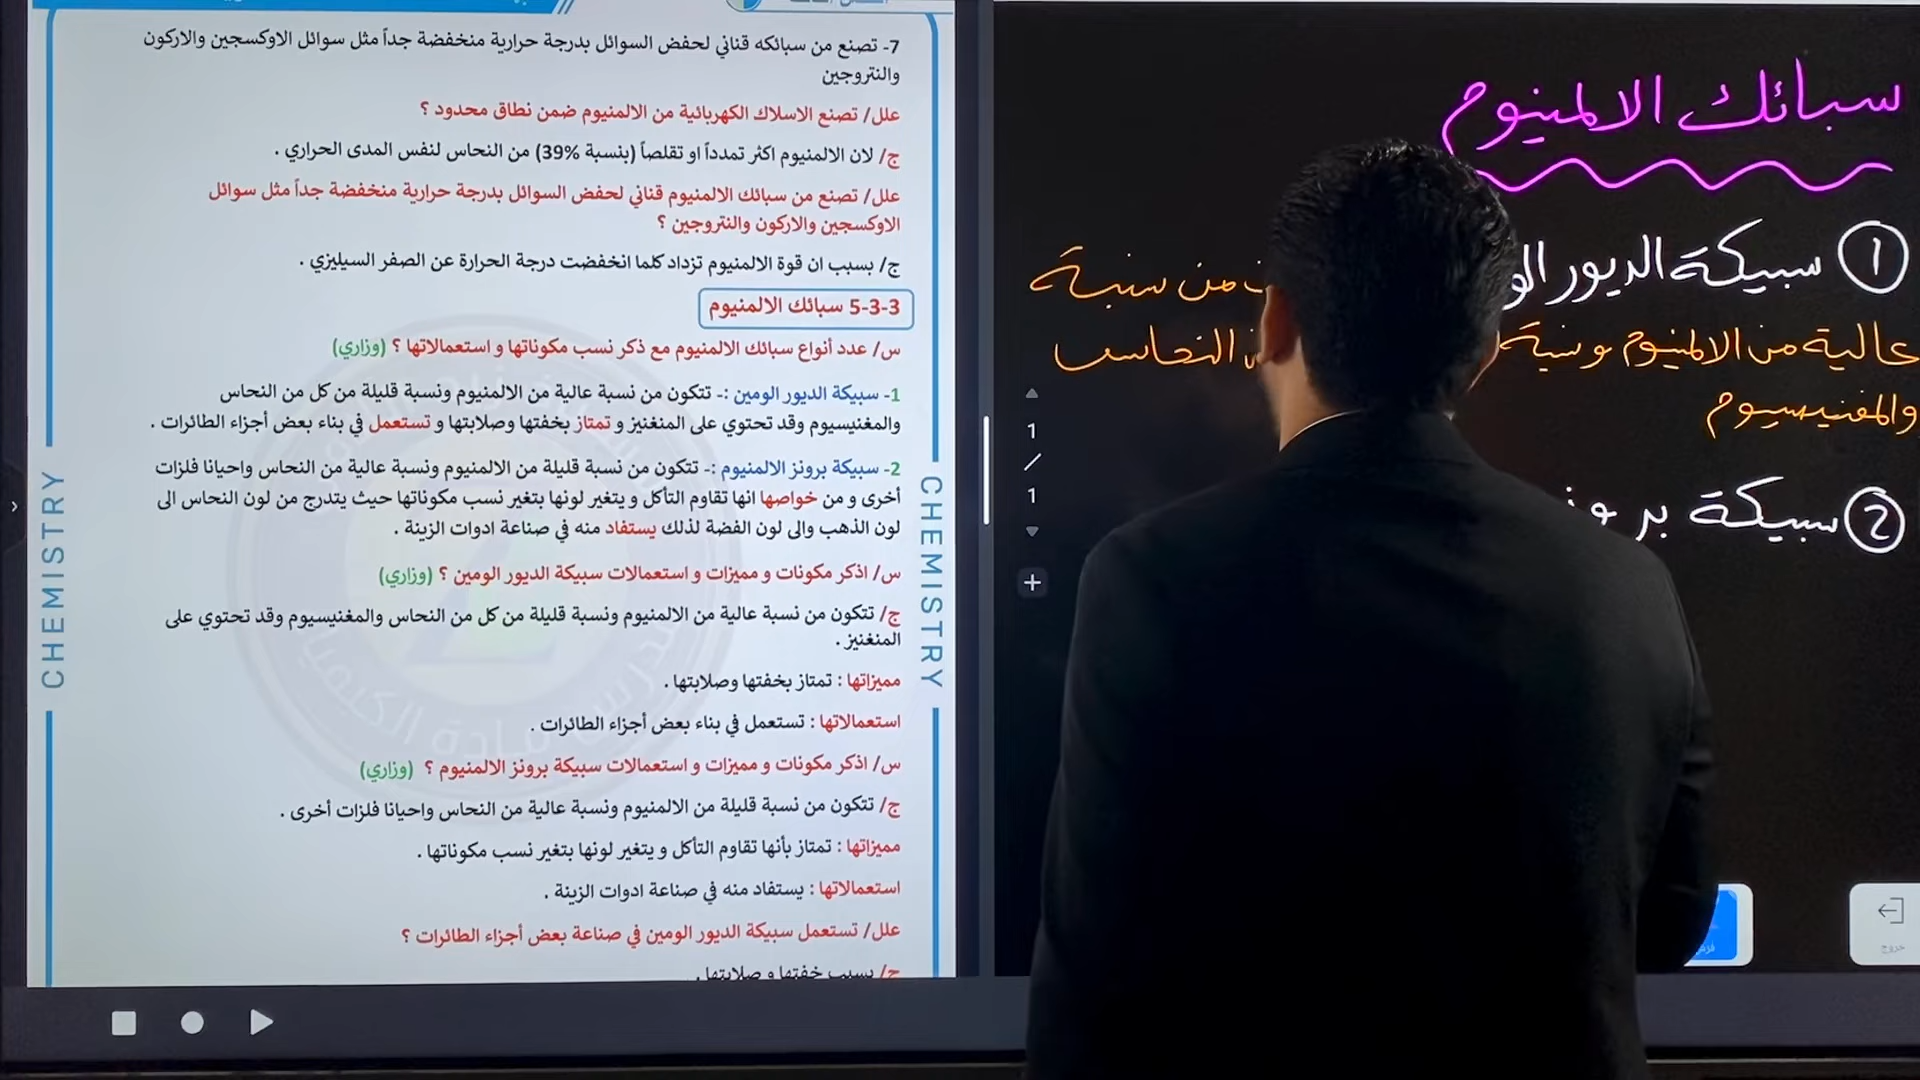 7- تصنع من سبائكه قناني لحفض السوائل بدرجة حرارية منخفضة جداً مثل سوائل الاوكسجين والاركون
والنتروجين
علل/ تصنع الاسلاك الكهربائية من الالمنيوم ضمن نطاق محدود ؟
ج/ لان الالمنيوم اكثر تمدداً او تقلصاً (بنسبة 39%) من النحاس لنفس المدى الحراري .
علل/ تصنع من سبائك الالمنيوم قناني لحفض السوائل بدرجة حرارية منخفضة جداً مثل سوائل
الاوكسجين والاركون والنتروجين ؟
ج/ بسبب ان قوة الالمنيوم تزداد كلما انخفضت درجة الحرارة عن الصفر السيليزي .
5-3-3 سبائك الالمنيوم
س/ عدد أنواع سبائك الالمنيوم مع ذكر نسب مكوناتها و استعمالاتها ؟ (وزاري)
1- سبيكة الديور الومين :- تتكون من نسبة عالية من الالمنيوم ونسبة قليلة من كل من النحاس
والمغنيسيوم وقد تحتوي على المنغنيز و تمتاز بخفتها وصلابتها و تستعمل في بناء بعض أجزاء الطائرات .
2- سبيكة برونز الالمنيوم :- تتكون من نسبة قليلة من الالمنيوم ونسبة عالية من النحاس واحيانا فلزات
أخرى و من خواصها انها تقاوم التأكل و يتغير لونها بتغير نسب مكوناتها حيث يتدرج من لون النحاس الى
لون الذهب والى لون الفضة لذلك يستفاد منه في صناعة ادوات الزينة .
س/ اذكر مكونات و مميزات و استعمالات سبيكة الديور الومين ؟ (وزاري)
ج/ تتكون من نسبة عالية من الالمنيوم ونسبة قليلة من كل من النحاس والمغنيسيوم وقد تحتوي على
المنغنيز .
مميزاتها : تمتاز بخفتها وصلابتها .
استعمالاتها : تستعمل في بناء بعض أجزاء الطائرات .
س/ اذكر مكونات و مميزات و استعمالات سبيكة برونز الالمنيوم ؟ (وزاري)
ج/ تتكون من نسبة قليلة من الالمنيوم ونسبة عالية من النحاس واحيانا فلزات أخرى .
مميزاتها : تمتاز بأنها تقاوم التأكل و يتغير لونها بتغير نسب مكوناتها .
استعمالاتها : يستفاد منه في صناعة ادوات الزينة .
علل/ تستعمل سبيكة الديور الومين في صناعة بعض أجزاء الطائرات ؟
ج/ بسبب خفتها و صلابتها .
CHEMISTRY
CHEMISTRY
سبائك الالمنيوم
1 سبيكة الديور الو من نسبة
عالية من الالمنيوم ونسبة النحاس
والمغنيسيوم
2 سبيكة برو
1
/
1
خروج